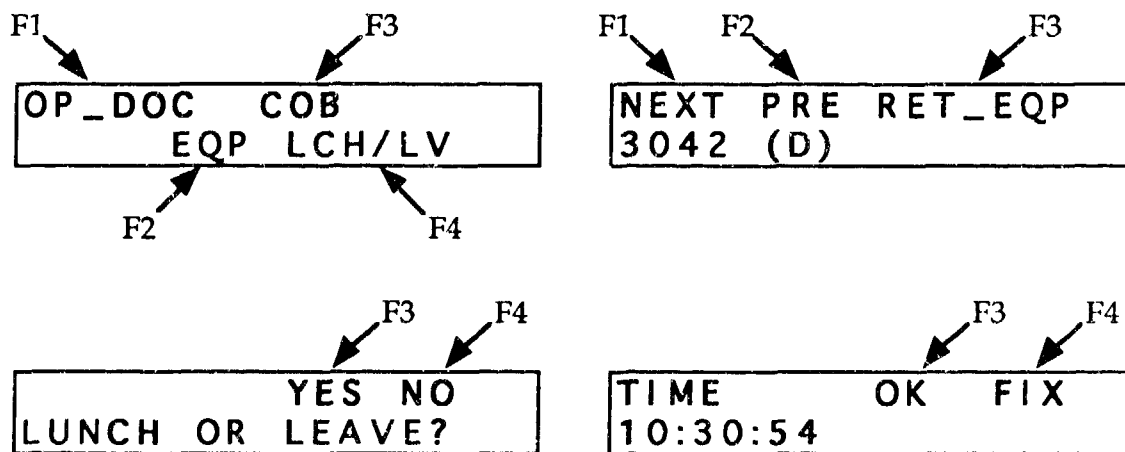 F1 F3
OP_DOC COB
EQP LCH/LV
F2 F4
F1 F2 F3
NEXT PRE RET_EQP
3042 (D)
F3 F4
YES NO
LUNCH OR LEAVE?
F3 F4
TIME OK FIX
10:30:54